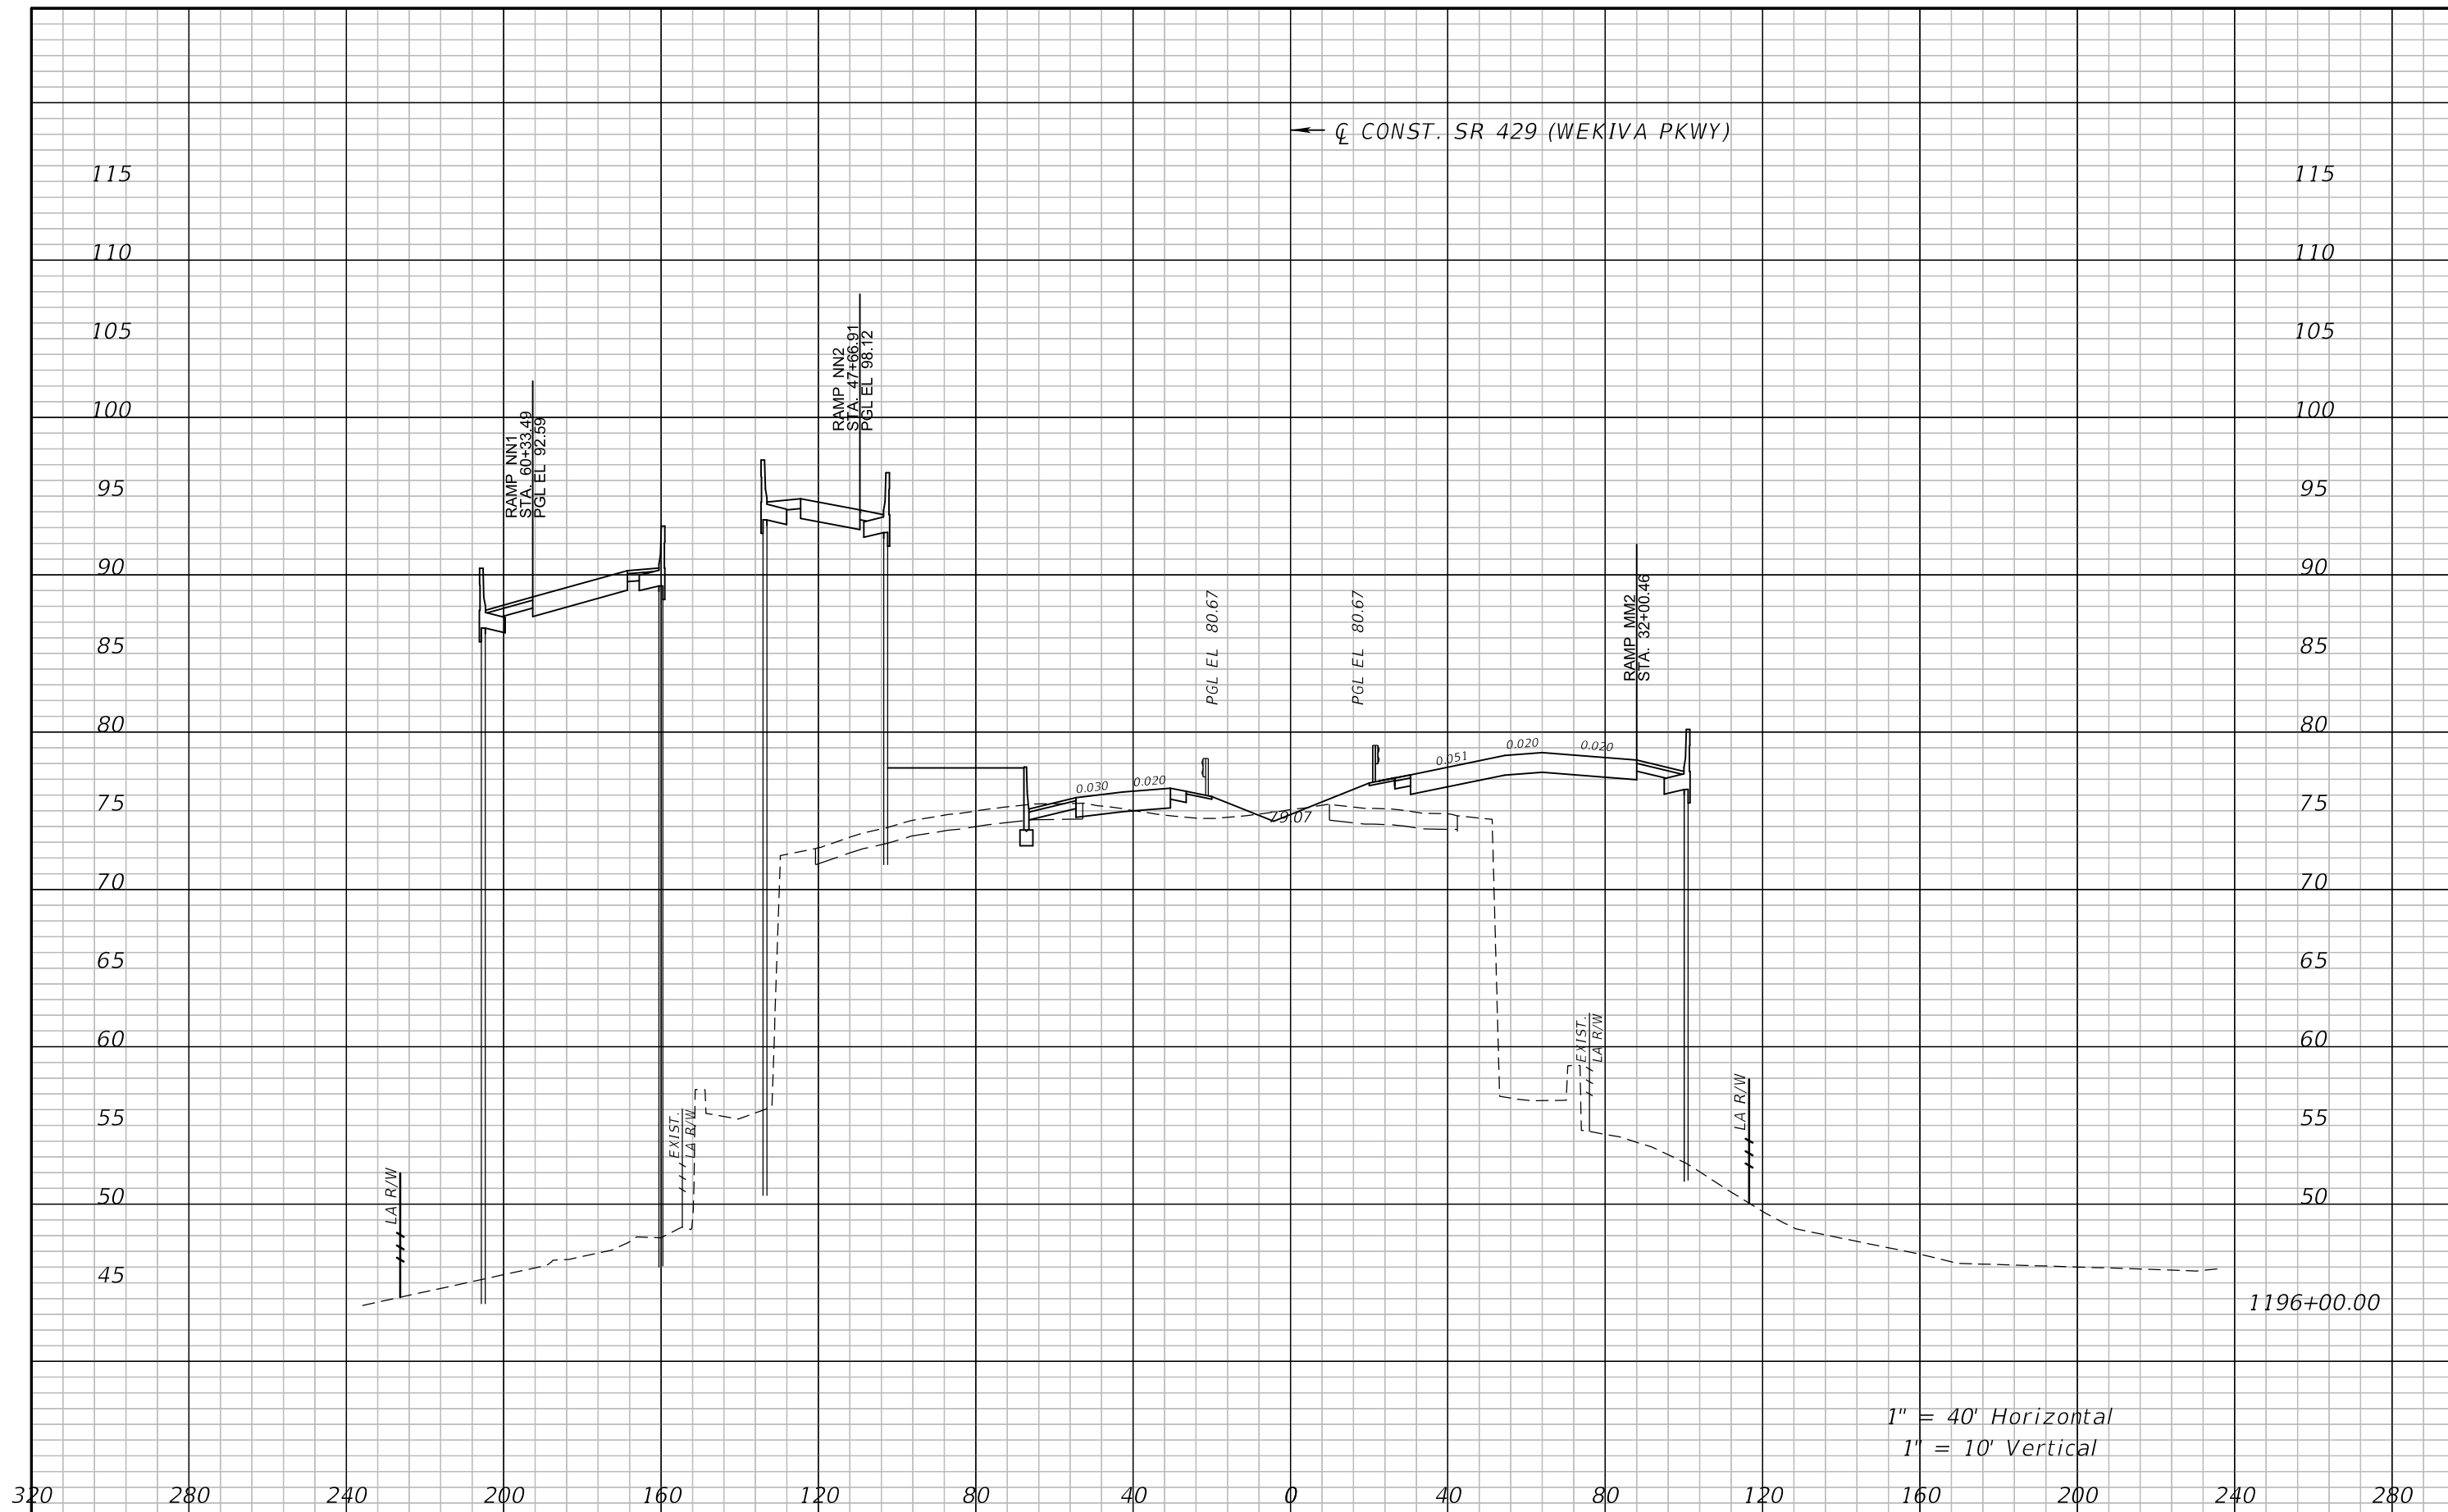 ℄ CONST. SR 429 (WEKIVA PKWY)
115 115
110 110
105 105
100 100
95 95
90 90
85 85
80 80
75 75
70 70
65 65
60 60
55 55
50 50
45
RAMP NN1
STA. 60+33.49
PGL EL 92.59
RAMP NN2
STA. 47+66.91
PGL EL 98.12
PGL EL 80.67
PGL EL 80.67
RAMP MM2
STA. 32+00.46
0.030
0.020
0.051
0.020
0.020
79.07
LA R/W
EXIST.
LA R/W
EXIST.
LA R/W
LA R/W
1196+00.00
1" = 40' Horizontal
1" = 10' Vertical
320 280 240 200 160 120 80 40 0 40 80 120 160 200 240 280